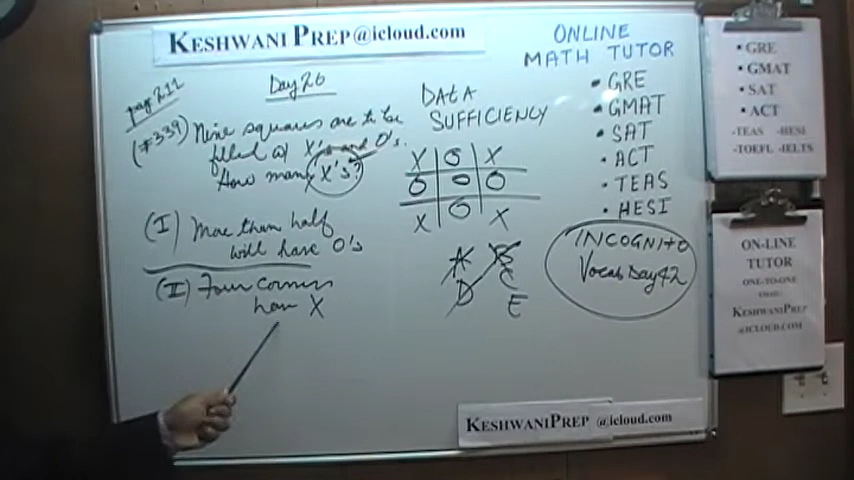 KESHWANI PREP@icloud.com
page 211
Day 26
(#339) Nine squares are to be
filled w/ X's and O's.
How many X's?
(I) More than half
will have O's
(II) Four corners
have X
DATA
SUFFICIENCY
X O X
O O O
X O X
A B
C
D
E
ONLINE
MATH TUTOR
• GRE
• GMAT
• SAT
• ACT
• TEAS
• HESI
INCOGNITO
Vocab Day 42
• GRE
• GMAT
• SAT
• ACT
-TEAS -HESI
-TOEFL -IELTS
ON-LINE
TUTOR
ONE-TO-ONE
KESHWANIPREP
@icloud.com
KESHWANIPREP @icloud.com